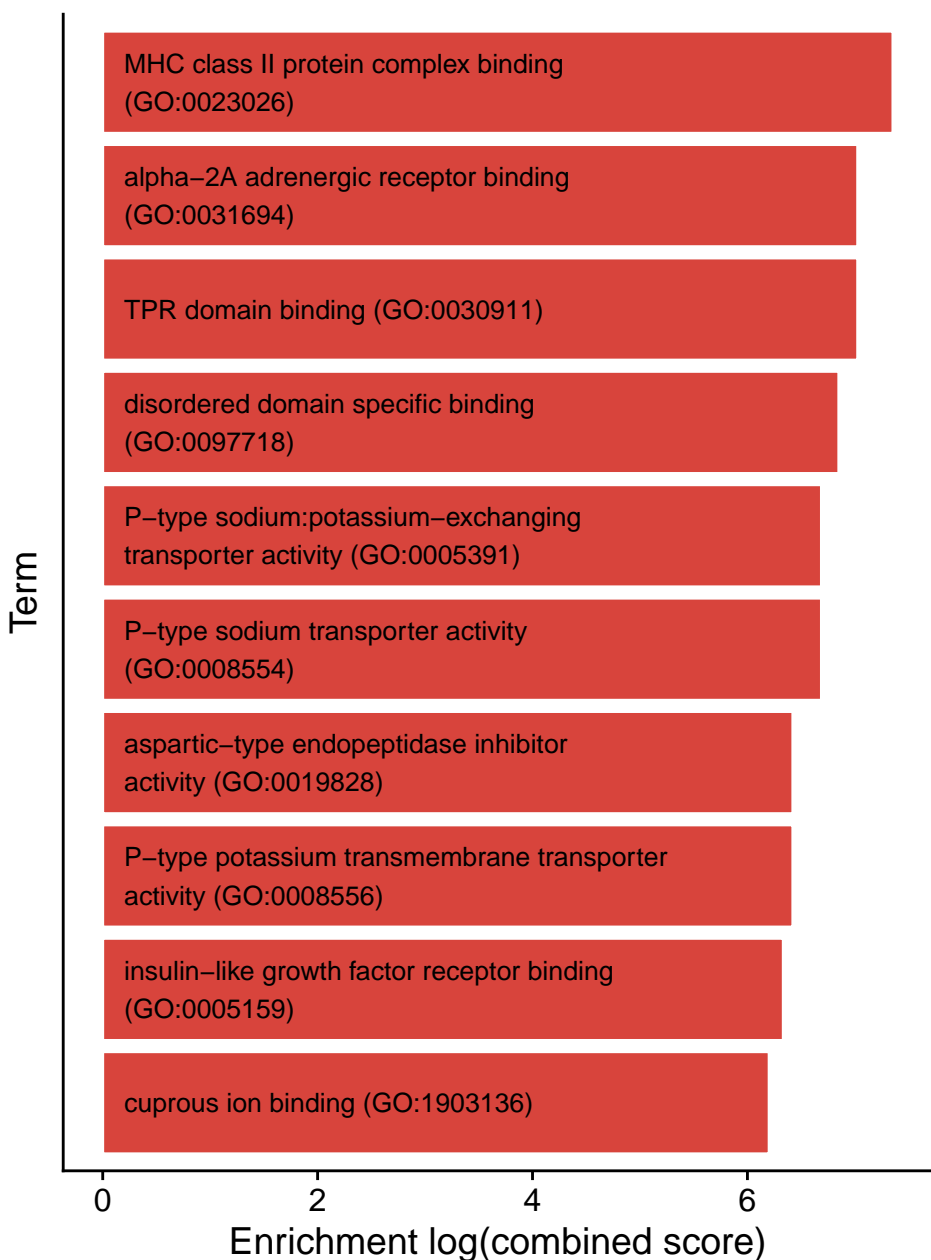 MHC class II protein complex binding
(GO:0023026)
alpha−2A adrenergic receptor binding
(GO:0031694)
TPR domain binding (GO:0030911)
disordered domain specific binding
(GO:0097718)
P−type sodium:potassium−exchanging
transporter activity (GO:0005391)
P−type sodium transporter activity
(GO:0008554)
aspartic−type endopeptidase inhibitor
activity (GO:0019828)
P−type potassium transmembrane transporter
activity (GO:0008556)
insulin−like growth factor receptor binding
(GO:0005159)
cuprous ion binding (GO:1903136)
Term
0 2 4 6
Enrichment log(combined score)